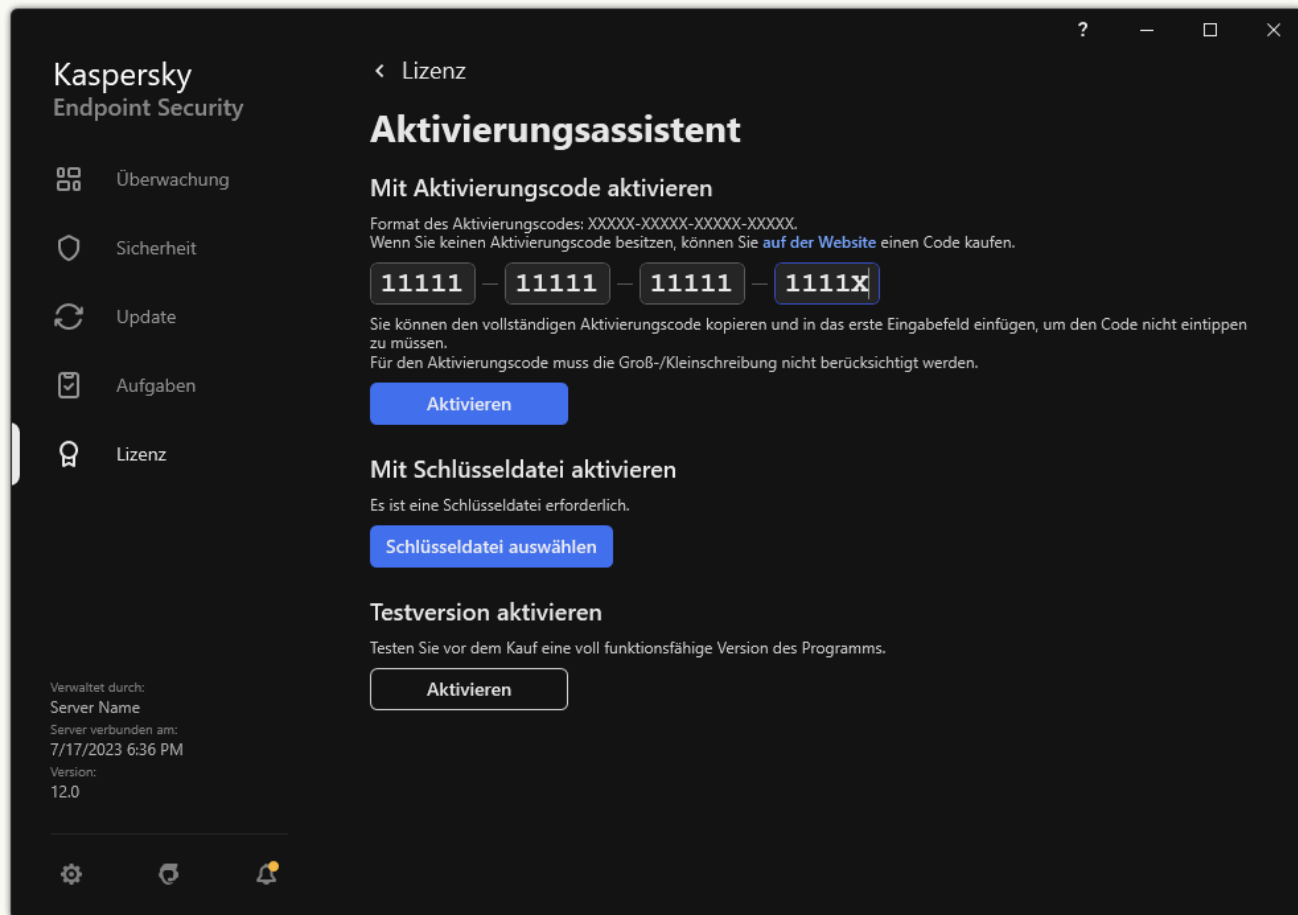 ?
Kaspersky
Endpoint Security
Überwachung
Sicherheit
Update
Aufgaben
Lizenz
Verwaltet durch:
Server Name
Server verbunden am:
7/17/2023 6:36 PM
Version:
12.0
Lizenz
Aktivierungsassistent
Mit Aktivierungscode aktivieren
Format des Aktivierungscodes: XXXXX-XXXXX-XXXXX-XXXXX.
Wenn Sie keinen Aktivierungscode besitzen, können Sie auf der Website einen Code kaufen.
11111 — 11111 — 11111 — 1111X
Sie können den vollständigen Aktivierungscode kopieren und in das erste Eingabefeld einfügen, um den Code nicht eintippen
zu müssen.
Für den Aktivierungscode muss die Groß-/Kleinschreibung nicht berücksichtigt werden.
Aktivieren
Mit Schlüsseldatei aktivieren
Es ist eine Schlüsseldatei erforderlich.
Schlüsseldatei auswählen
Testversion aktivieren
Testen Sie vor dem Kauf eine voll funktionsfähige Version des Programms.
Aktivieren